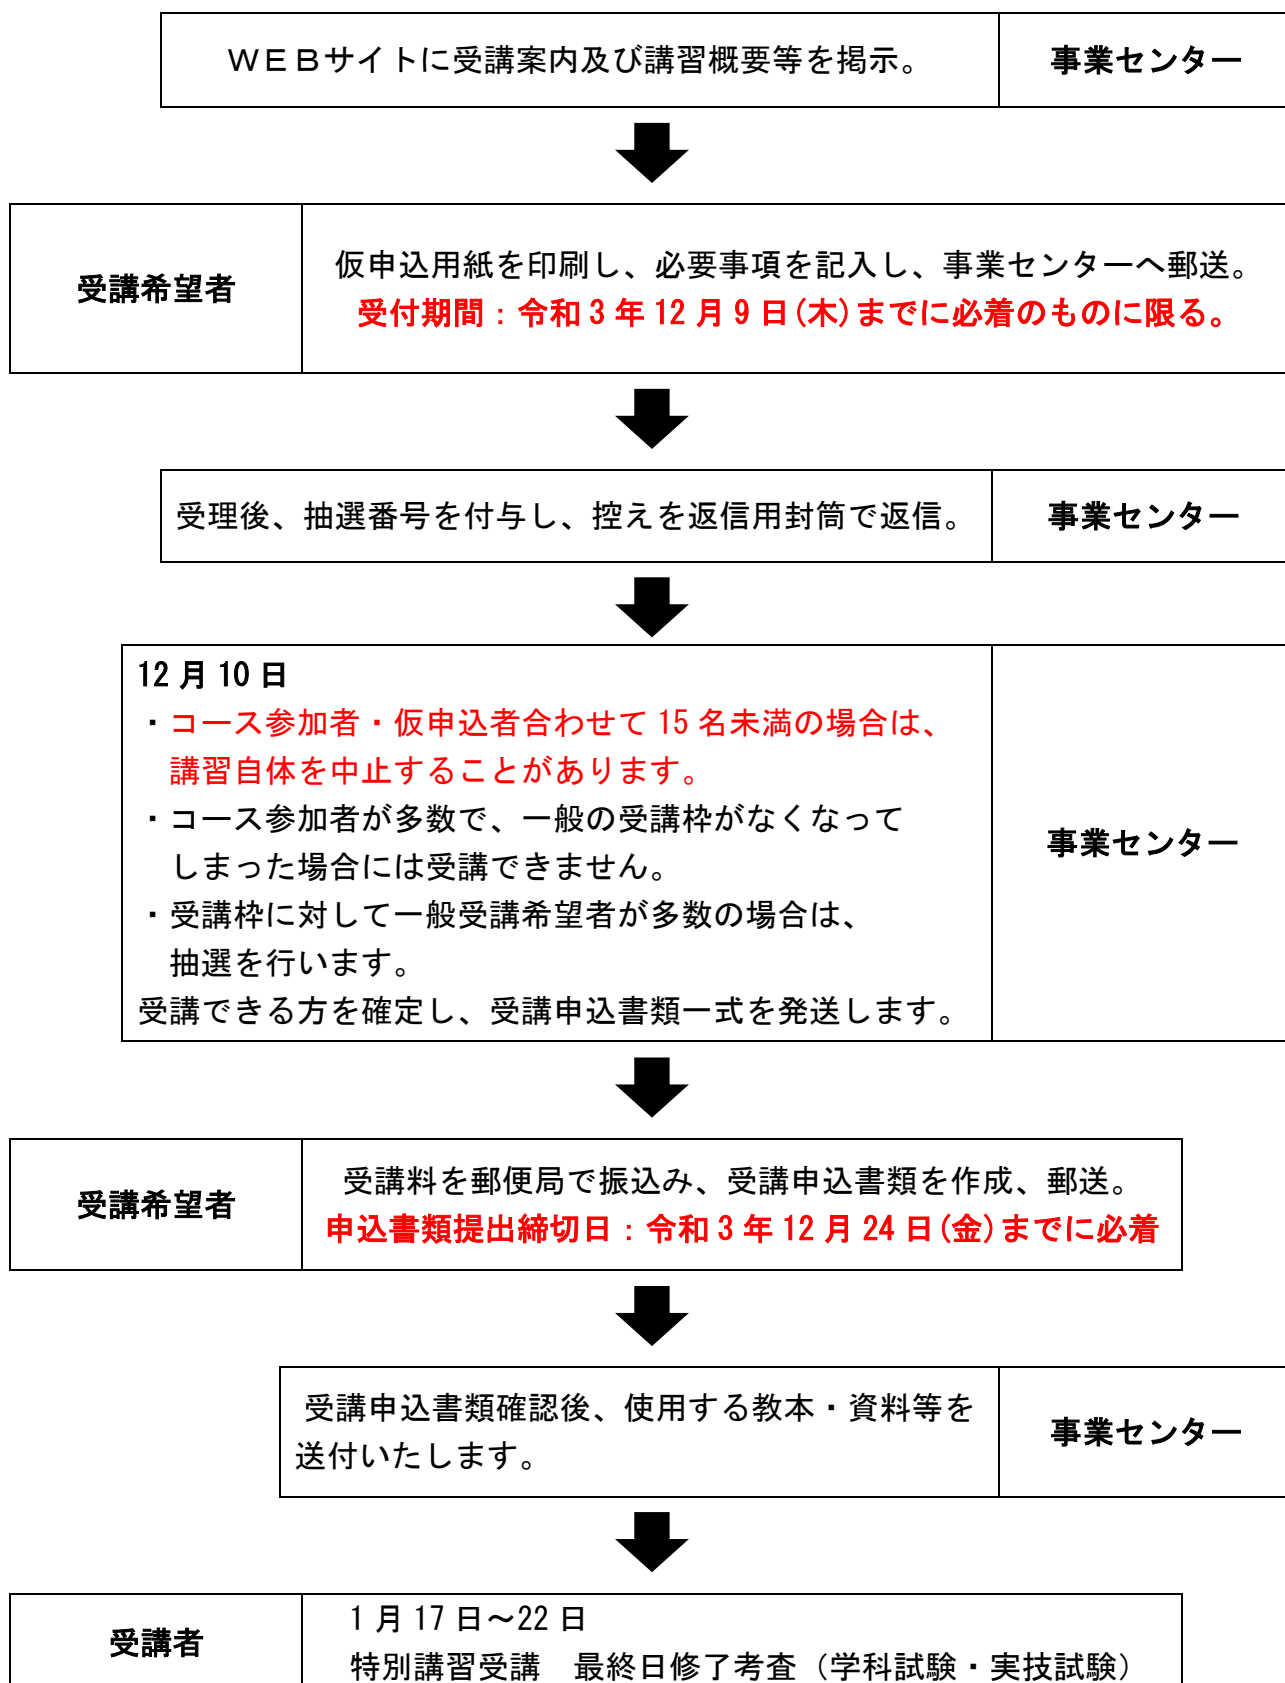 ＷＥＢサイトに受講案内及び講習概要等を掲示。
事業センター
受講希望者
仮申込用紙を印刷し、必要事項を記入し、事業センターへ郵送。
受付期間：令和3年12月9日(木)までに必着のものに限る。
受理後、抽選番号を付与し、控えを返信用封筒で返信。
事業センター
12月10日
・コース参加者・仮申込者合わせて15名未満の場合は、
講習自体を中止することがあります。
・コース参加者が多数で、一般の受講枠がなくなって
しまった場合には受講できません。
・受講枠に対して一般受講希望者が多数の場合は、
抽選を行います。
受講できる方を確定し、受講申込書類一式を発送します。
事業センター
受講希望者
受講料を郵便局で振込み、受講申込書類を作成、郵送。
申込書類提出締切日：令和3年12月24日(金)までに必着
受講申込書類確認後、使用する教本・資料等を
送付いたします。
事業センター
受講者
1月17日～22日
特別講習受講　最終日修了考査（学科試験・実技試験）